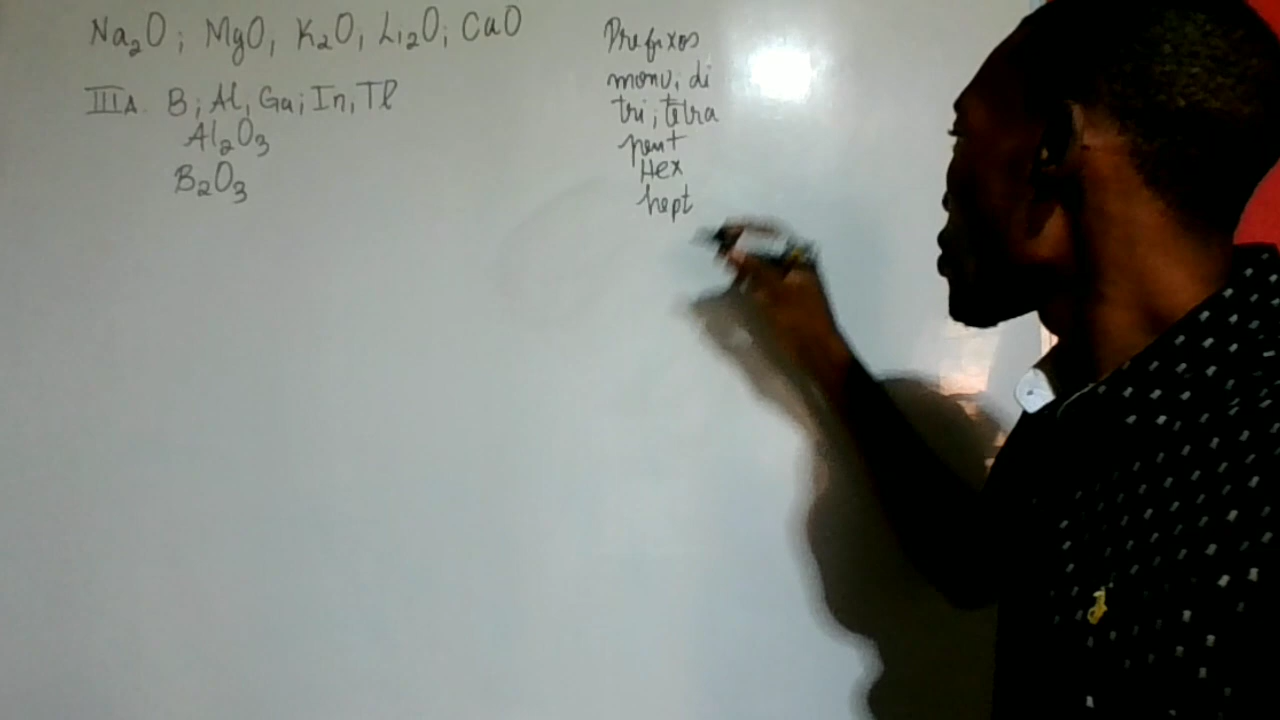 Na₂O; MgO, K₂O, Li₂O; CaO
IIIA. B; Al, Ga; In, Tl
Al₂O₃
B₂O₃
Prefixos
mono, di
tri; tetra
pent
Hex
hept